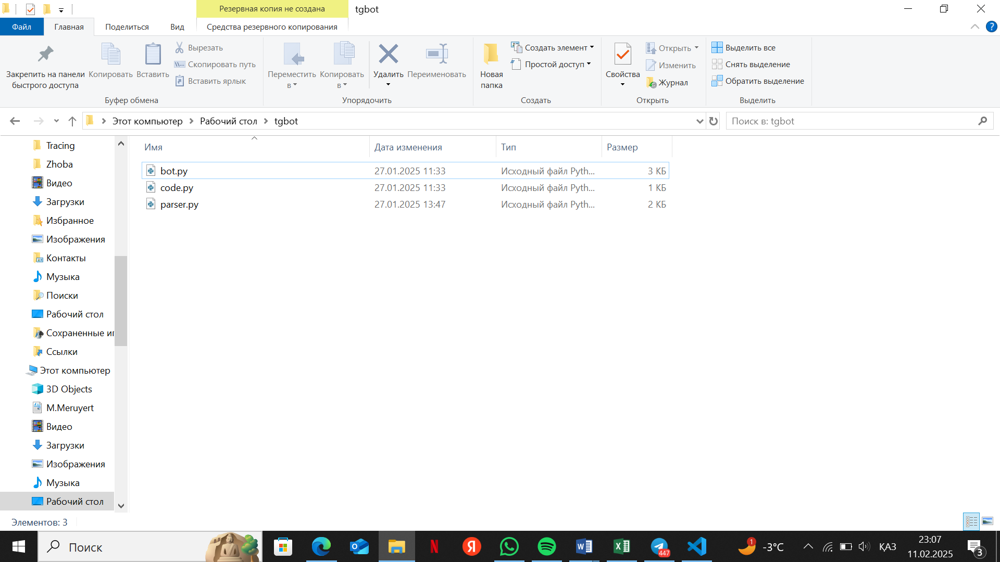 Резервная копия не создана
tgbot
Файл
Главная
Поделиться
Вид
Средства резервного копирования
?
Закрепить на панели
быстрого доступа
Копировать
Вставить
Вырезать
Скопировать путь
Вставить ярлык
Буфер обмена
Переместить
в
Копировать
в
Удалить
Переименовать
Упорядочить
Новая
папка
Создать элемент
Простой доступ
Создать
Свойства
Открыть
Изменить
Журнал
Открыть
Выделить все
Снять выделение
Обратить выделение
Выделить
Этот компьютер
Рабочий стол
tgbot
Поиск в: tgbot
Tracing
Zhoba
Видео
Загрузки
Избранное
Изображения
Контакты
Музыка
Поиски
Рабочий стол
Сохраненные иг
Ссылки
Этот компьютер
3D Objects
M.Meruyert
Видео
Загрузки
Изображения
Музыка
Рабочий стол
Имя Дата изменения Тип Размер
bot.py 27.01.2025 11:33 Исходный файл Pyth... 3 КБ
code.py 27.01.2025 11:33 Исходный файл Pyth... 1 КБ
parser.py 27.01.2025 13:47 Исходный файл Pyth... 2 КБ
Элементов: 3
Поиск
N
Я
447
1
-3°C
ҚАЗ
23:07
11.02.2025
3